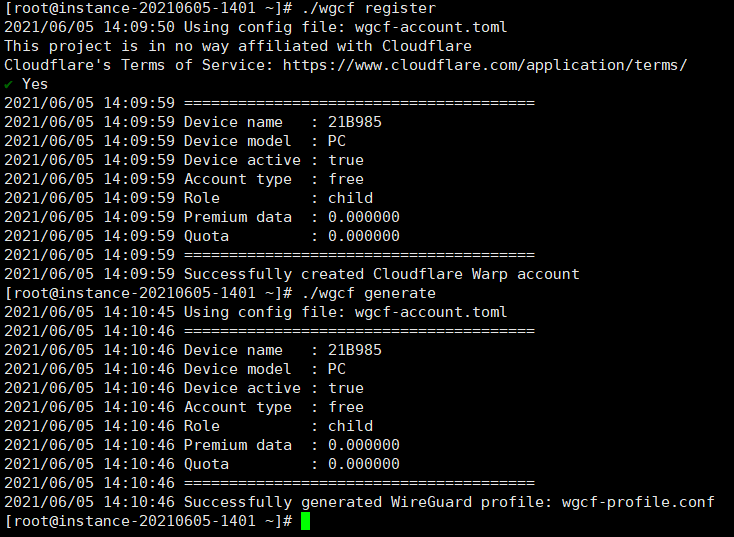 [root@instance-20210605-1401 ~]# ./wgcf register
2021/06/05 14:09:50 Using config file: wgcf-account.toml
This project is in no way affiliated with Cloudflare
Cloudflare's Terms of Service: https://www.cloudflare.com/application/terms/
✔ Yes
2021/06/05 14:09:59 =======================================
2021/06/05 14:09:59 Device name   : 21B985
2021/06/05 14:09:59 Device model  : PC
2021/06/05 14:09:59 Device active : true
2021/06/05 14:09:59 Account type  : free
2021/06/05 14:09:59 Role          : child
2021/06/05 14:09:59 Premium data  : 0.000000
2021/06/05 14:09:59 Quota         : 0.000000
2021/06/05 14:09:59 =======================================
2021/06/05 14:09:59 Successfully created Cloudflare Warp account
[root@instance-20210605-1401 ~]# ./wgcf generate
2021/06/05 14:10:45 Using config file: wgcf-account.toml
2021/06/05 14:10:46 =======================================
2021/06/05 14:10:46 Device name   : 21B985
2021/06/05 14:10:46 Device model  : PC
2021/06/05 14:10:46 Device active : true
2021/06/05 14:10:46 Account type  : free
2021/06/05 14:10:46 Role          : child
2021/06/05 14:10:46 Premium data  : 0.000000
2021/06/05 14:10:46 Quota         : 0.000000
2021/06/05 14:10:46 =======================================
2021/06/05 14:10:46 Successfully generated WireGuard profile: wgcf-profile.conf
[root@instance-20210605-1401 ~]#